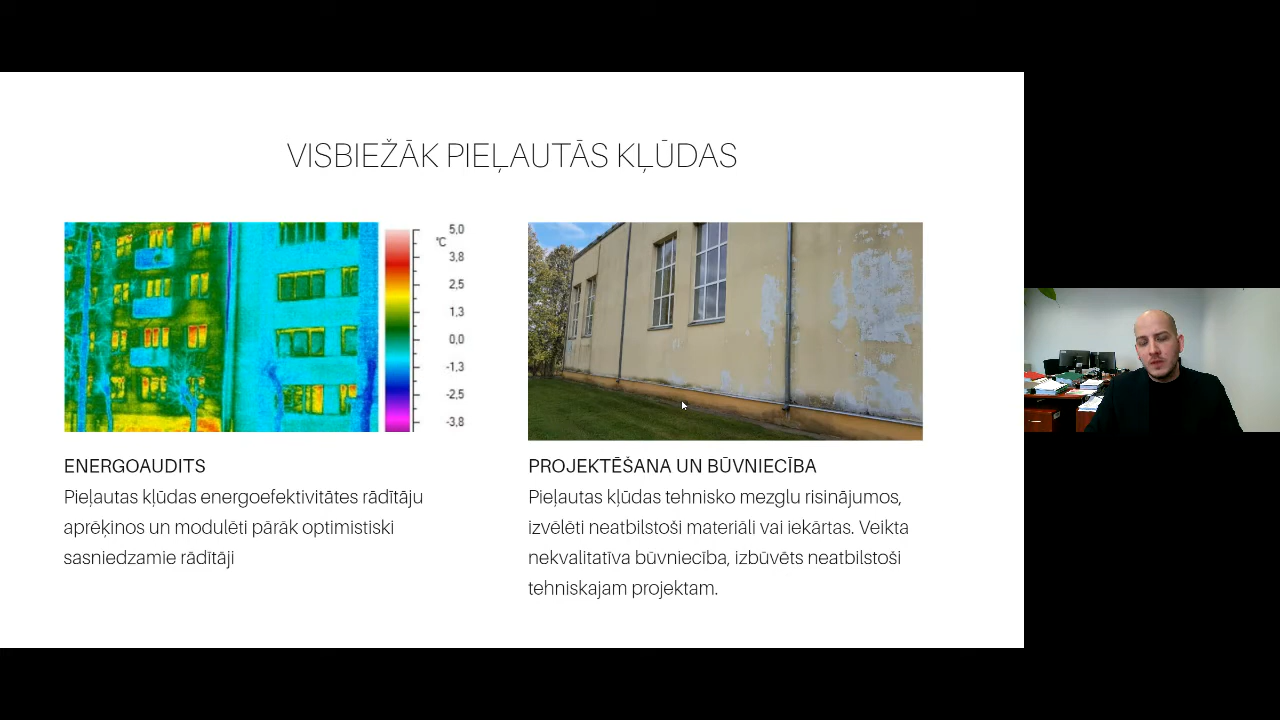 VISBIEŽĀK PIEĻAUTĀS KĻŪDAS
°C
5,0
3,8
2,5
1,3
0,0
-1,3
-2,5
-3,8
ENERGOAUDITS
Pieļautas kļūdas energoefektivitātes rādītāju
aprēķinos un modulēti pārāk optimistiski
sasniedzamie rādītāji
PROJEKTĒŠANA UN BŪVNIECĪBA
Pieļautas kļūdas tehnisko mezglu risinājumos,
izvēlēti neatbilstoši materiāli vai iekārtas. Veikta
nekvalitatīva būvniecība, izbūvēts neatbilstoši
tehniskajam projektam.